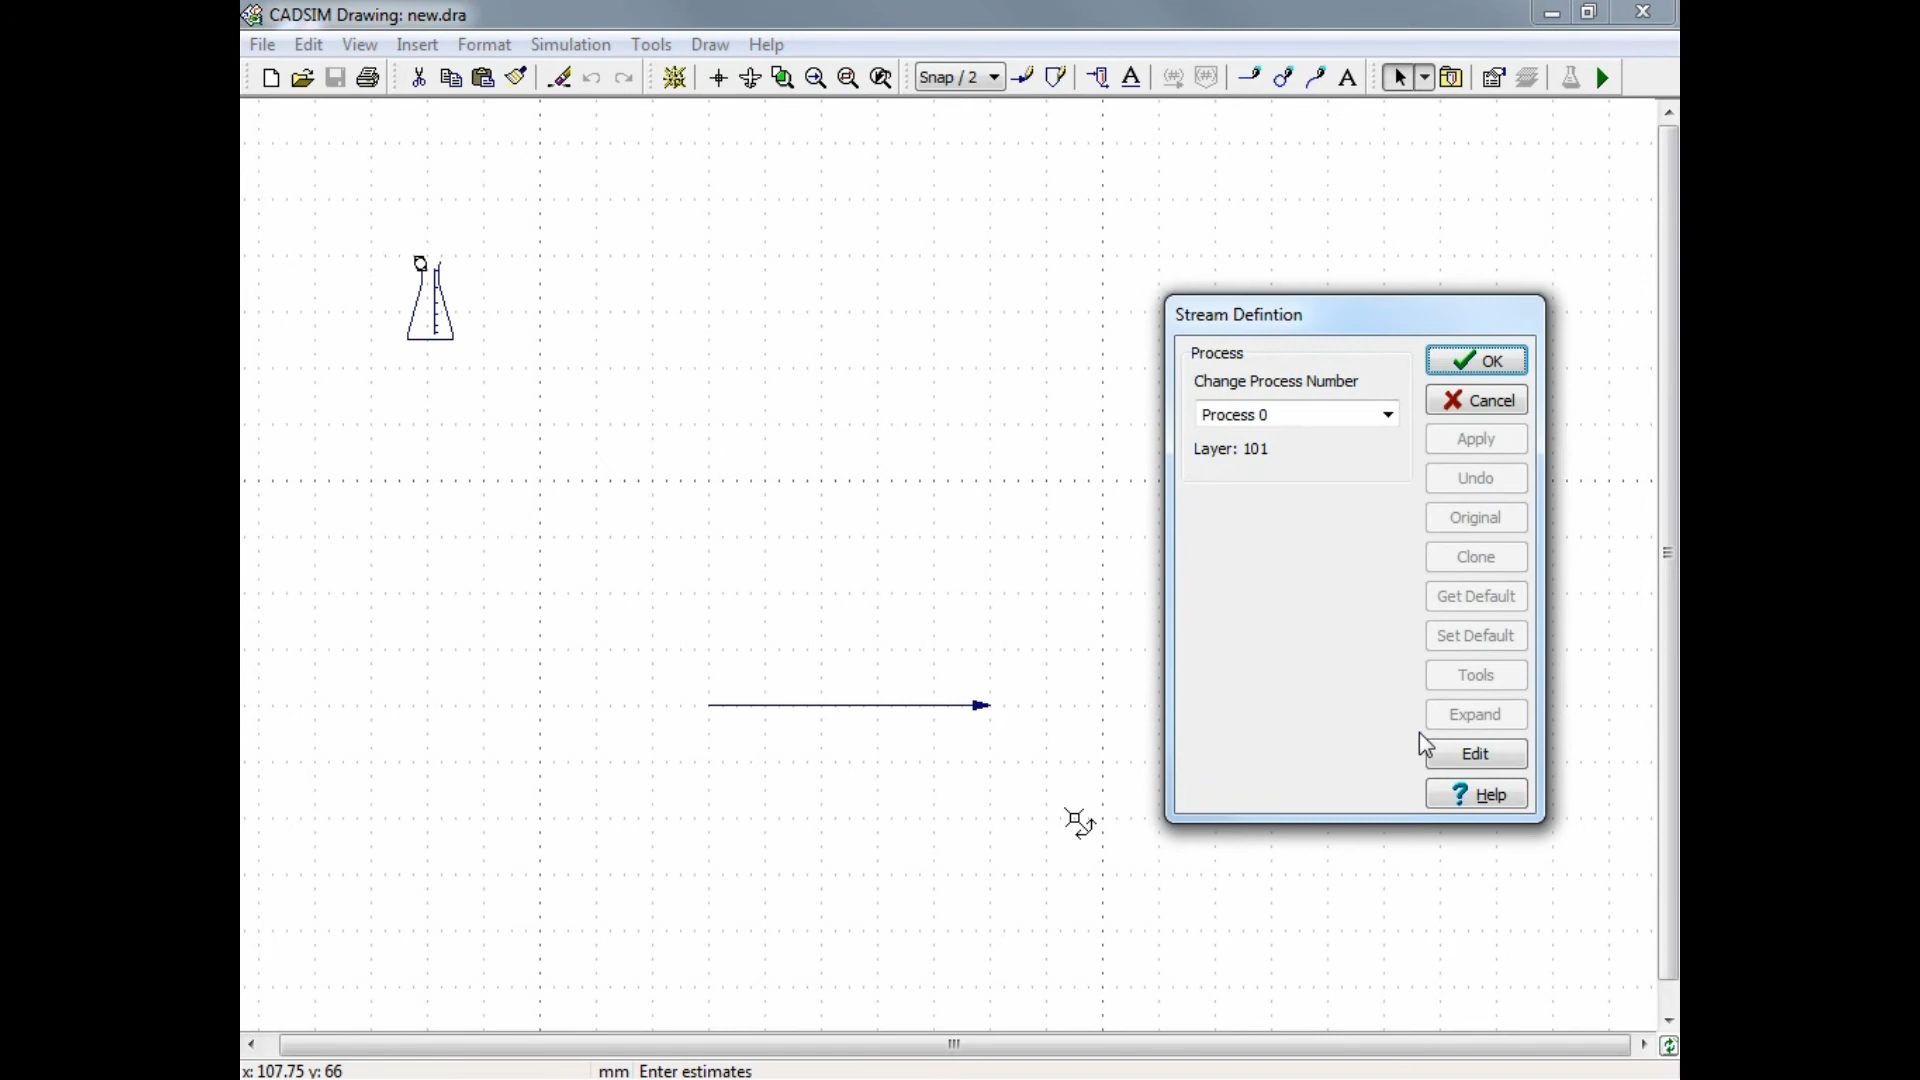 CADSIM Drawing: new.dra
File Edit View Insert Format Simulation Tools Draw Help
Snap / 2
Stream Defintion
Process
Change Process Number
Process 0
Layer: 101
OK
Cancel
Apply
Undo
Original
Clone
Get Default
Set Default
Tools
Expand
Edit
Help
x: 107.75 y: 66 mm Enter estimates